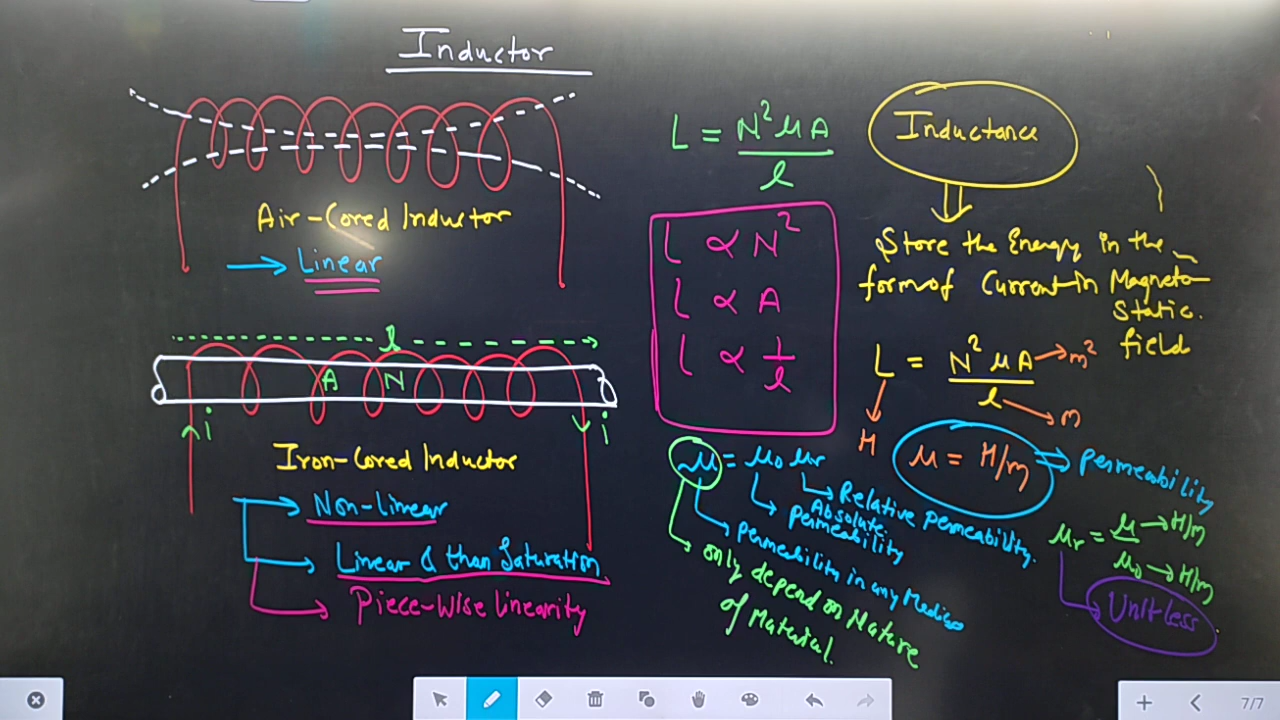 Inductor
Air-Cored Inductor
→ Linear
l
A N
i i
Iron-Cored Inductor
→ Non-linear
→ Linear & than Saturation
→ Piece-Wise linearity
L = N²μA / l
L ∝ N²
L ∝ A
L ∝ 1/l
Inductance
Store the Energy in the
form of Current in Magneto
Static.
field
L = N²μA → m²
l → m
H
μ = H/m ⇒ Permeability
μ = μ₀ μr
Relative Permeability.
Absolute
Permeability
Permeability in any
only depend on Nature
of Material.
μr = μ → H/m
μ₀ → H/m
Unitless
7/7